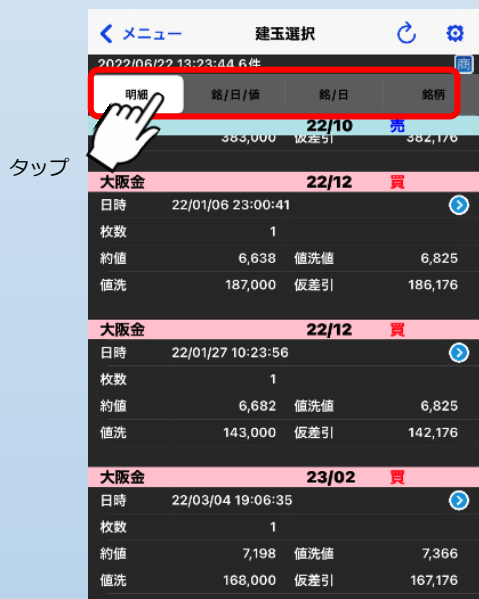 メニュー 建玉選択
2022/06/22 13:23:44 6件 商
明細 銘/日/値 銘/日 銘柄
22/10 売
383,000 仮差引 382,176
タップ
大阪金 22/12 買
日時 22/01/06 23:00:41
枚数 1
約値 6,638 値洗値 6,825
値洗 187,000 仮差引 186,176
大阪金 22/12 買
日時 22/01/27 10:23:56
枚数 1
約値 6,682 値洗値 6,825
値洗 143,000 仮差引 142,176
大阪金 23/02 買
日時 22/03/04 19:06:35
枚数 1
約値 7,198 値洗値 7,366
値洗 168,000 仮差引 167,176